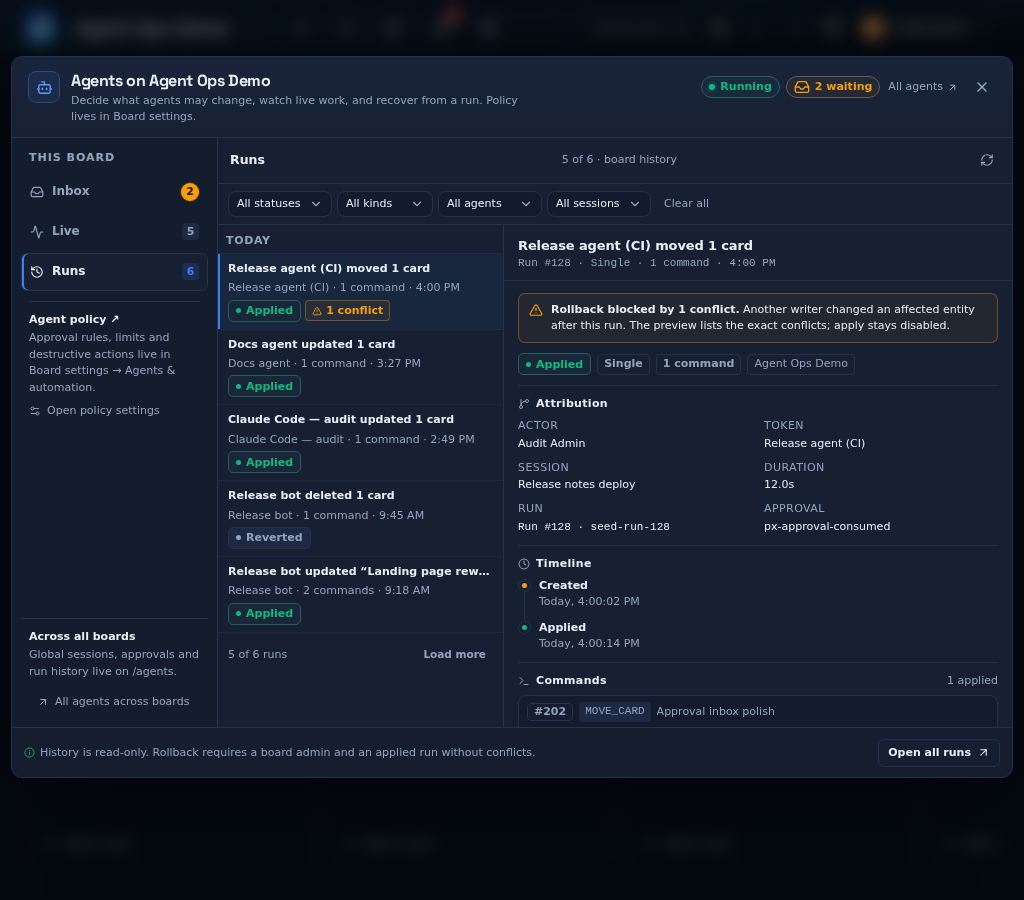 Agents on Agent Ops Demo
Decide what agents may change, watch live work, and recover from a run. Policy
lives in Board settings.
Running
2 waiting
All agents ↗
THIS BOARD
Inbox
2
Live
5
Runs
6
Agent policy ↗
Approval rules, limits and
destructive actions live in
Board settings → Agents &
automation.
Open policy settings
Across all boards
Global sessions, approvals and
run history live on /agents.
All agents across boards
Runs
5 of 6 · board history
All statuses
All kinds
All agents
All sessions
Clear all
TODAY
Release agent (CI) moved 1 card
Release agent (CI) · 1 command · 4:00 PM
Applied
1 conflict
Docs agent updated 1 card
Docs agent · 1 command · 3:27 PM
Applied
Claude Code — audit updated 1 card
Claude Code — audit · 1 command · 2:49 PM
Applied
Release bot deleted 1 card
Release bot · 1 command · 9:45 AM
Reverted
Release bot updated “Landing page rew…
Release bot · 2 commands · 9:18 AM
Applied
5 of 6 runs
Load more
Release agent (CI) moved 1 card
Run #128 · Single · 1 command · 4:00 PM
Rollback blocked by 1 conflict. Another writer changed an affected entity
after this run. The preview lists the exact conflicts; apply stays disabled.
Applied
Single
1 command
Agent Ops Demo
Attribution
ACTOR
Audit Admin
TOKEN
Release agent (CI)
SESSION
Release notes deploy
DURATION
12.0s
RUN
Run #128 · seed-run-128
APPROVAL
px-approval-consumed
Timeline
Created
Today, 4:00:02 PM
Applied
Today, 4:00:14 PM
Commands
1 applied
#202
MOVE_CARD
Approval inbox polish
History is read-only. Rollback requires a board admin and an applied run without conflicts.
Open all runs ↗